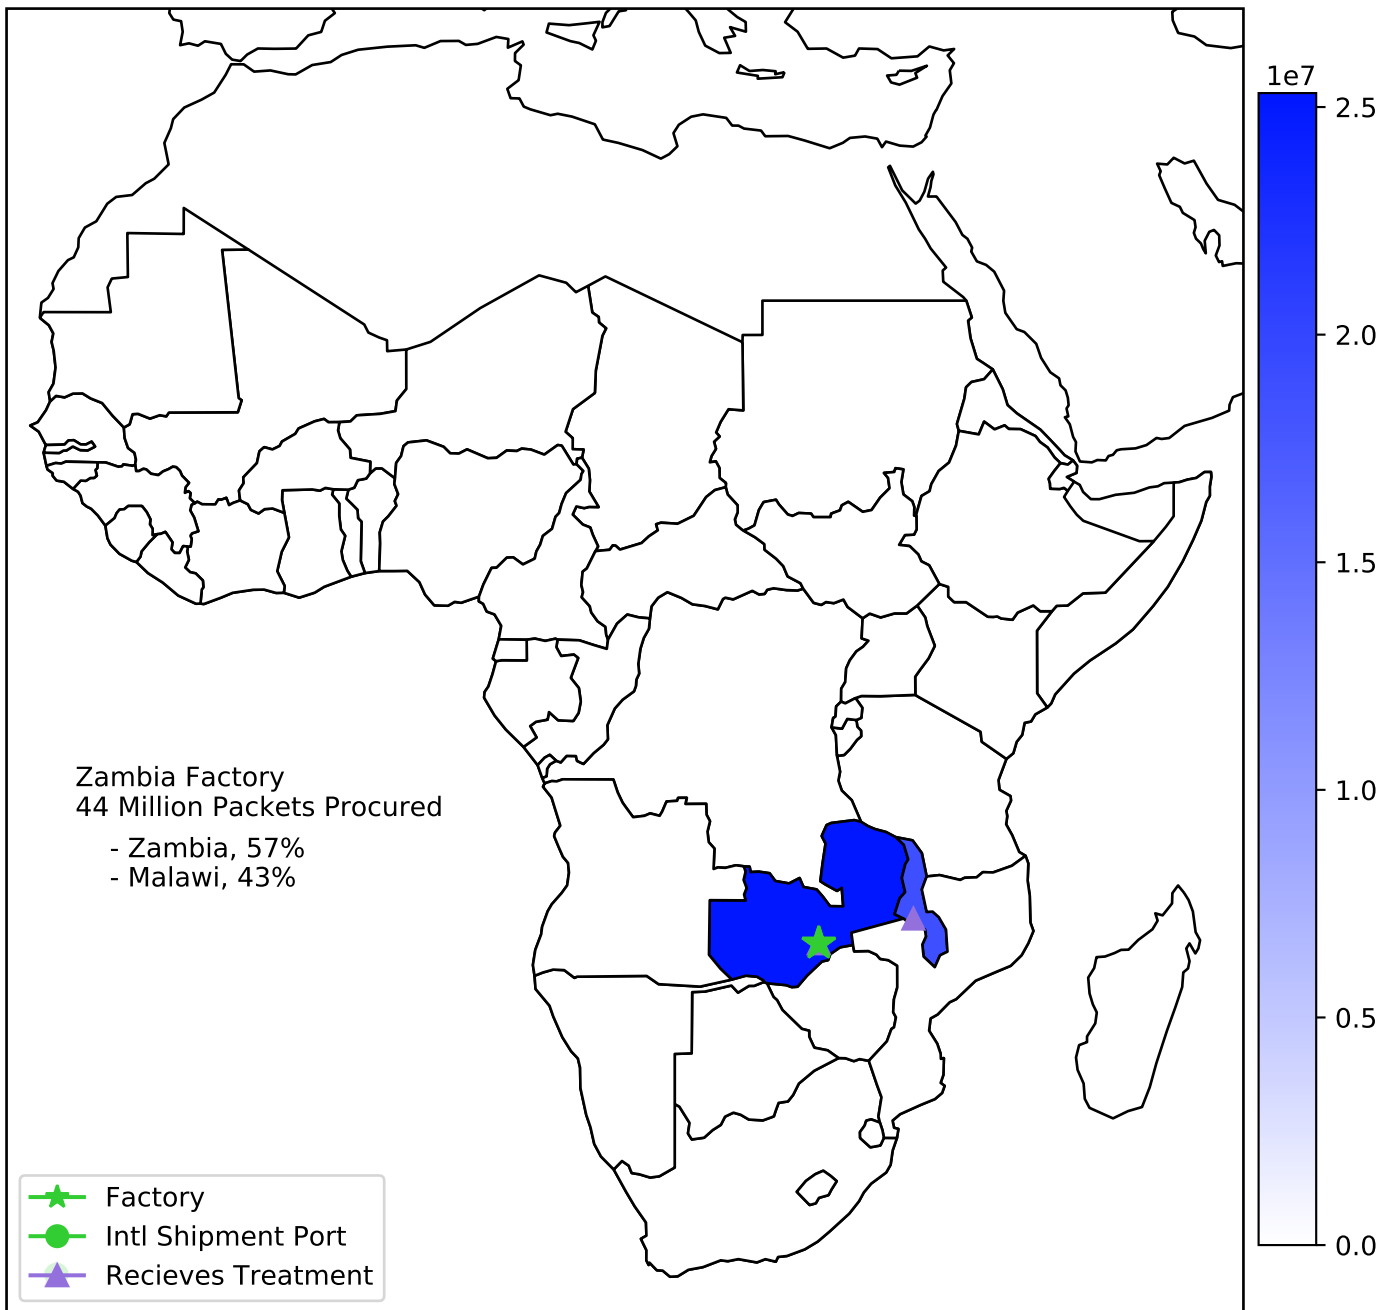 1e7
2.5
2.0
1.5
1.0
0.5
0.0
Zambia Factory
44 Million Packets Procured
- Zambia, 57%
- Malawi, 43%
Factory
Intl Shipment Port
Recieves Treatment